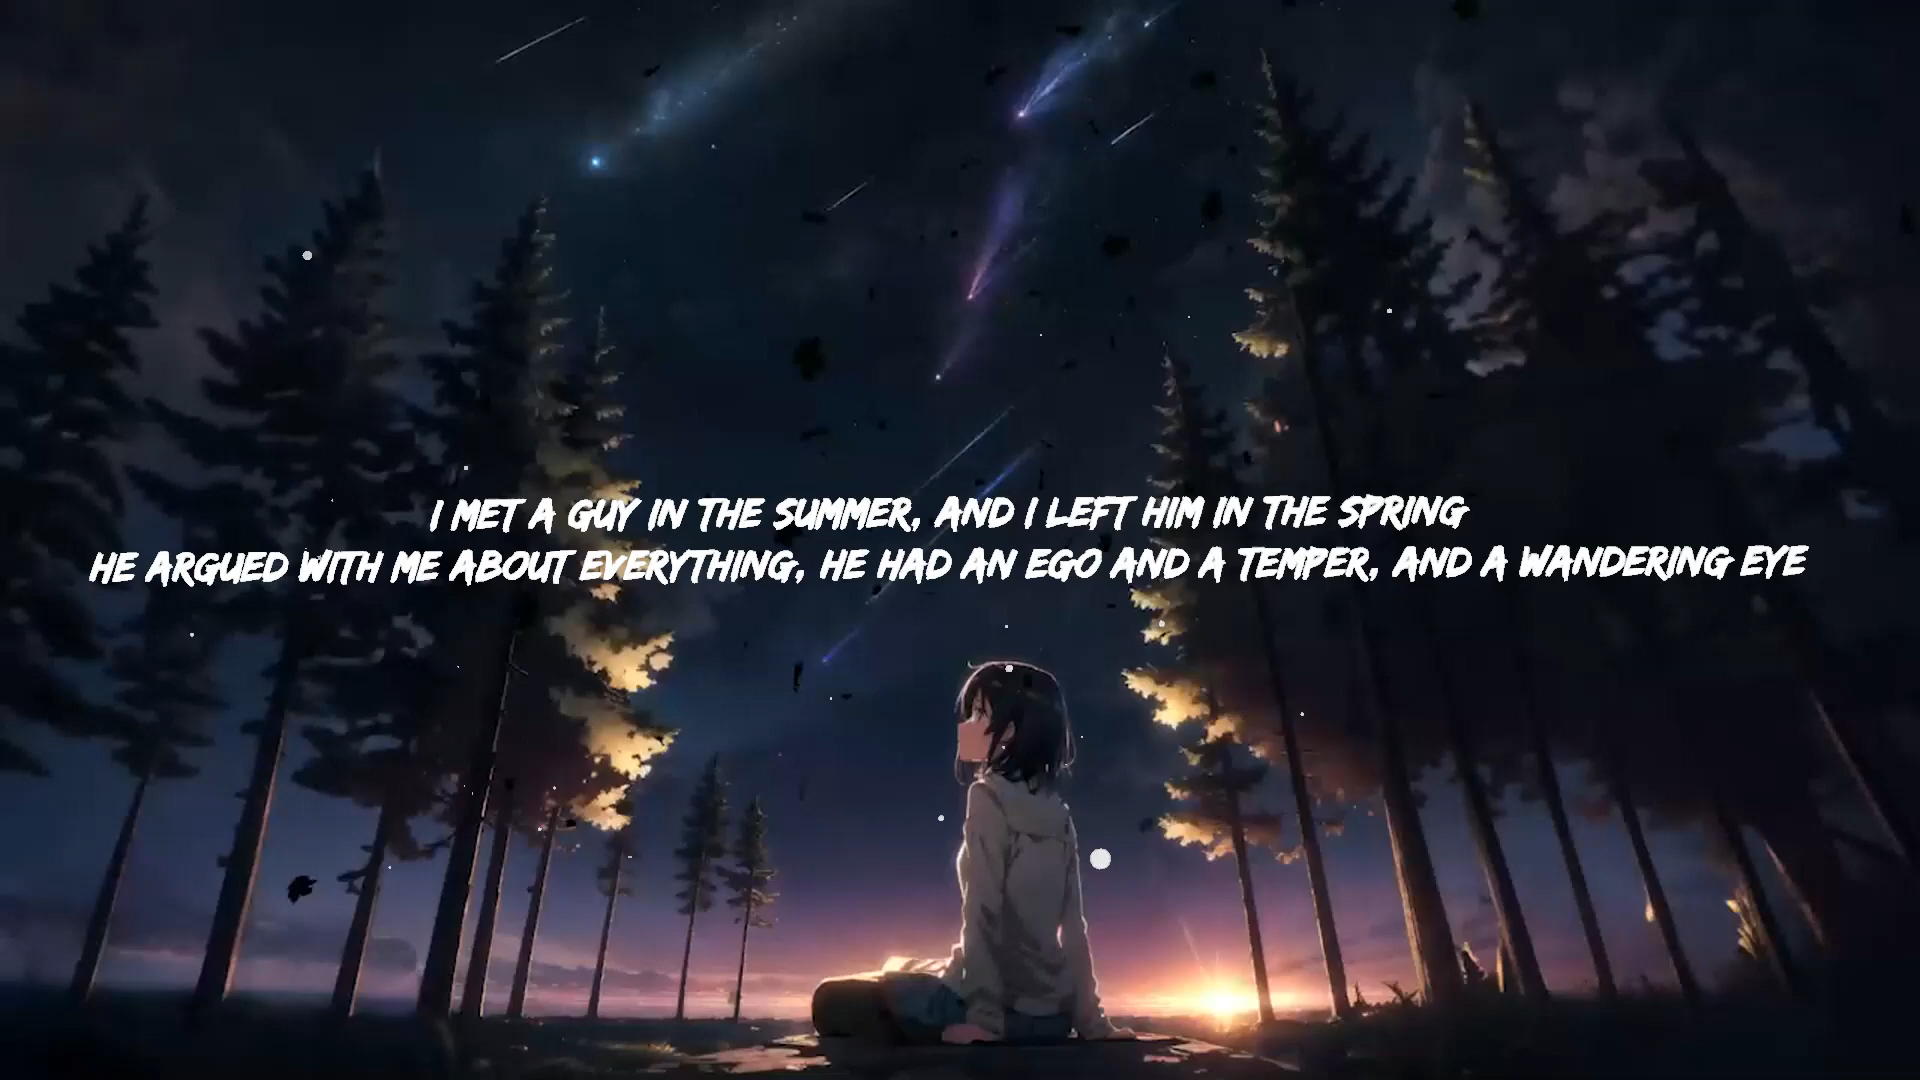 I MET A GUY IN THE SUMMER, AND I LEFT HIM IN THE SPRING
HE ARGUED WITH ME ABOUT EVERYTHING, HE HAD AN EGO AND A TEMPER, AND A WANDERING EYE